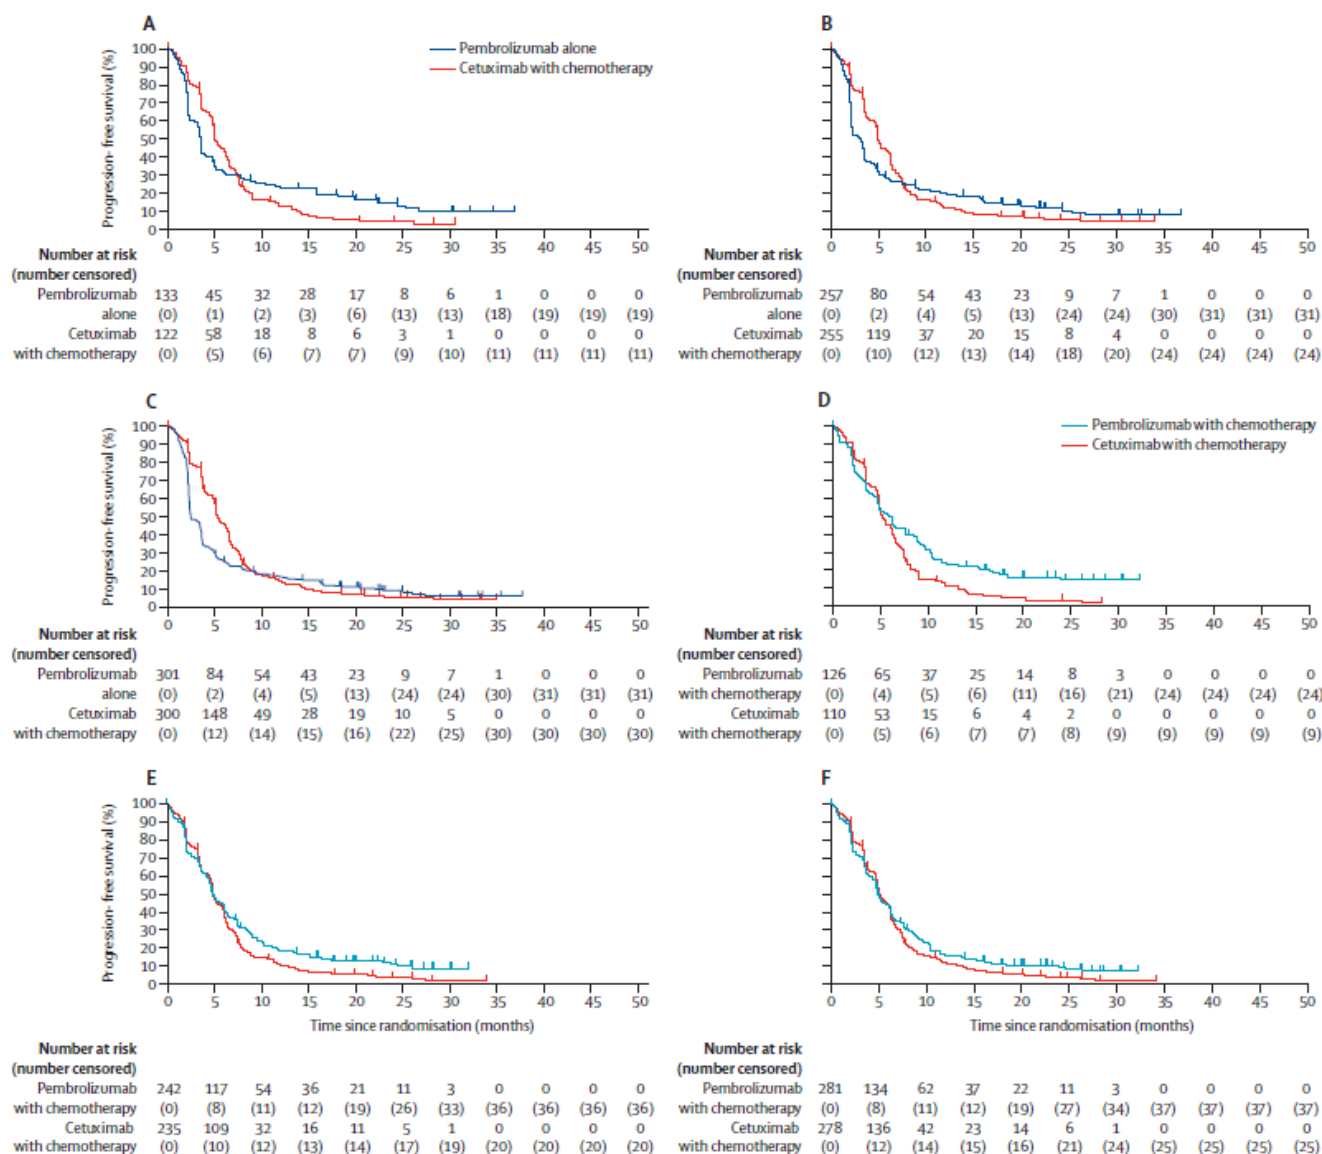 A
100
90
80
70
60
50
40
30
20
10
0
Progression-free survival (%)
Pembrolizumab alone
Cetuximab with chemotherapy
0 5 10 15 20 25 30 35 40 45 50
Number at risk
(number censored)
Pembrolizumab 133 45 32 28 17 8 6 1 0 0 0
alone (0) (1) (2) (3) (6) (13) (13) (18) (19) (19) (19)
Cetuximab 122 58 18 8 6 3 1 0 0 0 0
with chemotherapy (0) (5) (6) (7) (7) (9) (10) (11) (11) (11) (11)
B
100
90
80
70
60
50
40
30
20
10
0
0 5 10 15 20 25 30 35 40 45 50
Pembrolizumab 257 80 54 43 23 9 7 1 0 0 0
alone (0) (2) (4) (5) (13) (24) (24) (30) (31) (31) (31)
Cetuximab 255 119 37 20 15 8 4 0 0 0 0
with chemotherapy (0) (10) (12) (13) (14) (18) (20) (24) (24) (24) (24)
C
100
90
80
70
60
50
40
30
20
10
0
Progression-free survival (%)
0 5 10 15 20 25 30 35 40 45 50
Number at risk
(number censored)
Pembrolizumab 301 84 54 43 23 9 7 1 0 0 0
alone (0) (2) (4) (5) (13) (24) (24) (30) (31) (31) (31)
Cetuximab 300 148 49 28 19 10 5 0 0 0 0
with chemotherapy (0) (12) (14) (15) (16) (22) (25) (30) (30) (30) (30)
D
Pembrolizumab with chemotherapy
Cetuximab with chemotherapy
0 5 10 15 20 25 30 35 40 45 50
Number at risk
(number censored)
Pembrolizumab 126 65 37 25 14 8 3 0 0 0 0
with chemotherapy (0) (4) (5) (6) (11) (16) (21) (24) (24) (24) (24)
Cetuximab 110 53 15 6 4 2 0 0 0 0 0
with chemotherapy (0) (5) (6) (7) (7) (8) (9) (9) (9) (9) (9)
E
100
90
80
70
60
50
40
30
20
10
0
Progression-free survival (%)
0 5 10 15 20 25 30 35 40 45 50
Time since randomisation (months)
Number at risk
(number censored)
Pembrolizumab 242 117 54 36 21 11 3 0 0 0 0
with chemotherapy (0) (8) (11) (12) (19) (26) (33) (36) (36) (36) (36)
Cetuximab 235 109 32 16 11 5 1 0 0 0 0
with chemotherapy (0) (10) (12) (13) (14) (17) (19) (20) (20) (20) (20)
F
0 5 10 15 20 25 30 35 40 45 50
Time since randomisation (months)
Number at risk
(number censored)
Pembrolizumab 281 134 62 37 22 11 3 0 0 0 0
with chemotherapy (0) (8) (11) (12) (19) (27) (34) (37) (37) (37) (37)
Cetuximab 278 136 42 23 14 6 1 0 0 0 0
with chemotherapy (0) (12) (14) (15) (16) (21) (24) (25) (25) (25) (25)